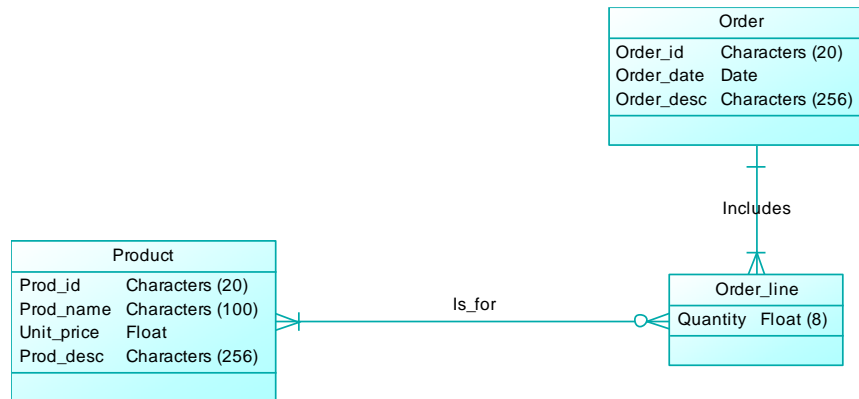 Order
Order_id Characters (20)
Order_date Date
Order_desc Characters (256)
Includes
Product
Prod_id Characters (20)
Prod_name Characters (100)
Unit_price Float
Prod_desc Characters (256)
Is_for
Order_line
Quantity Float (8)